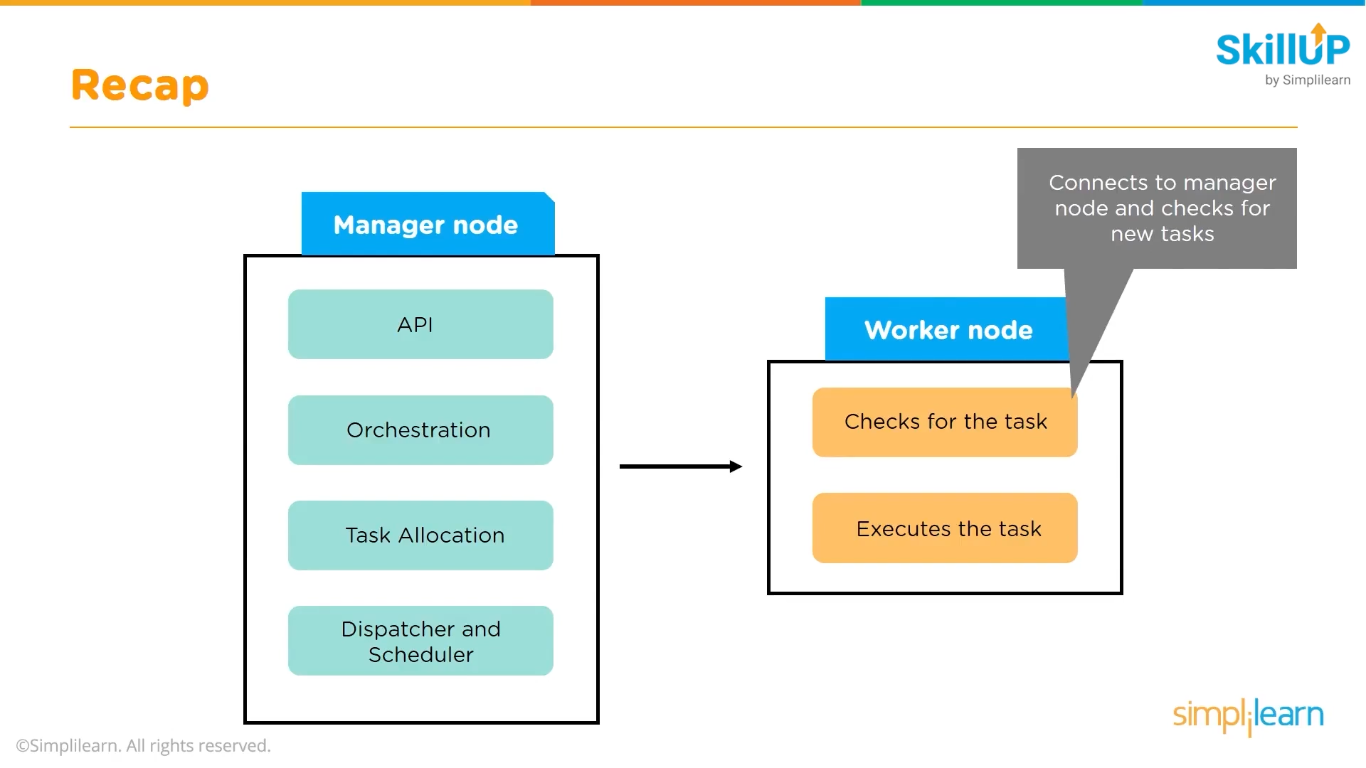 SkillUP
by Simplilearn
Recap
Connects to manager
node and checks for
new tasks
Manager node
API
Orchestration
Task Allocation
Dispatcher and
Scheduler
Worker node
Checks for the task
Executes the task
simplilearn
©Simplilearn. All rights reserved.